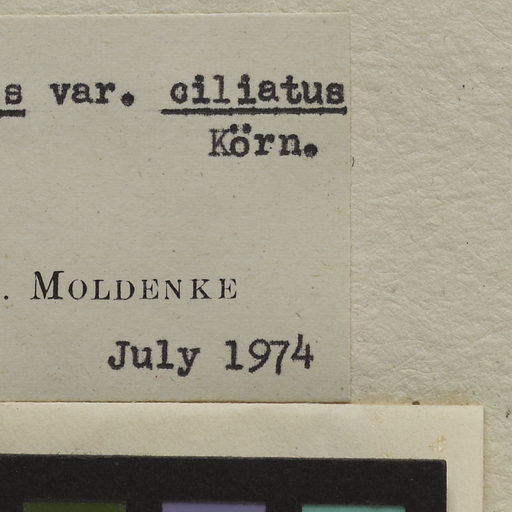 s var. ciliatus
Körn.
. MOLDENKE
July 1974